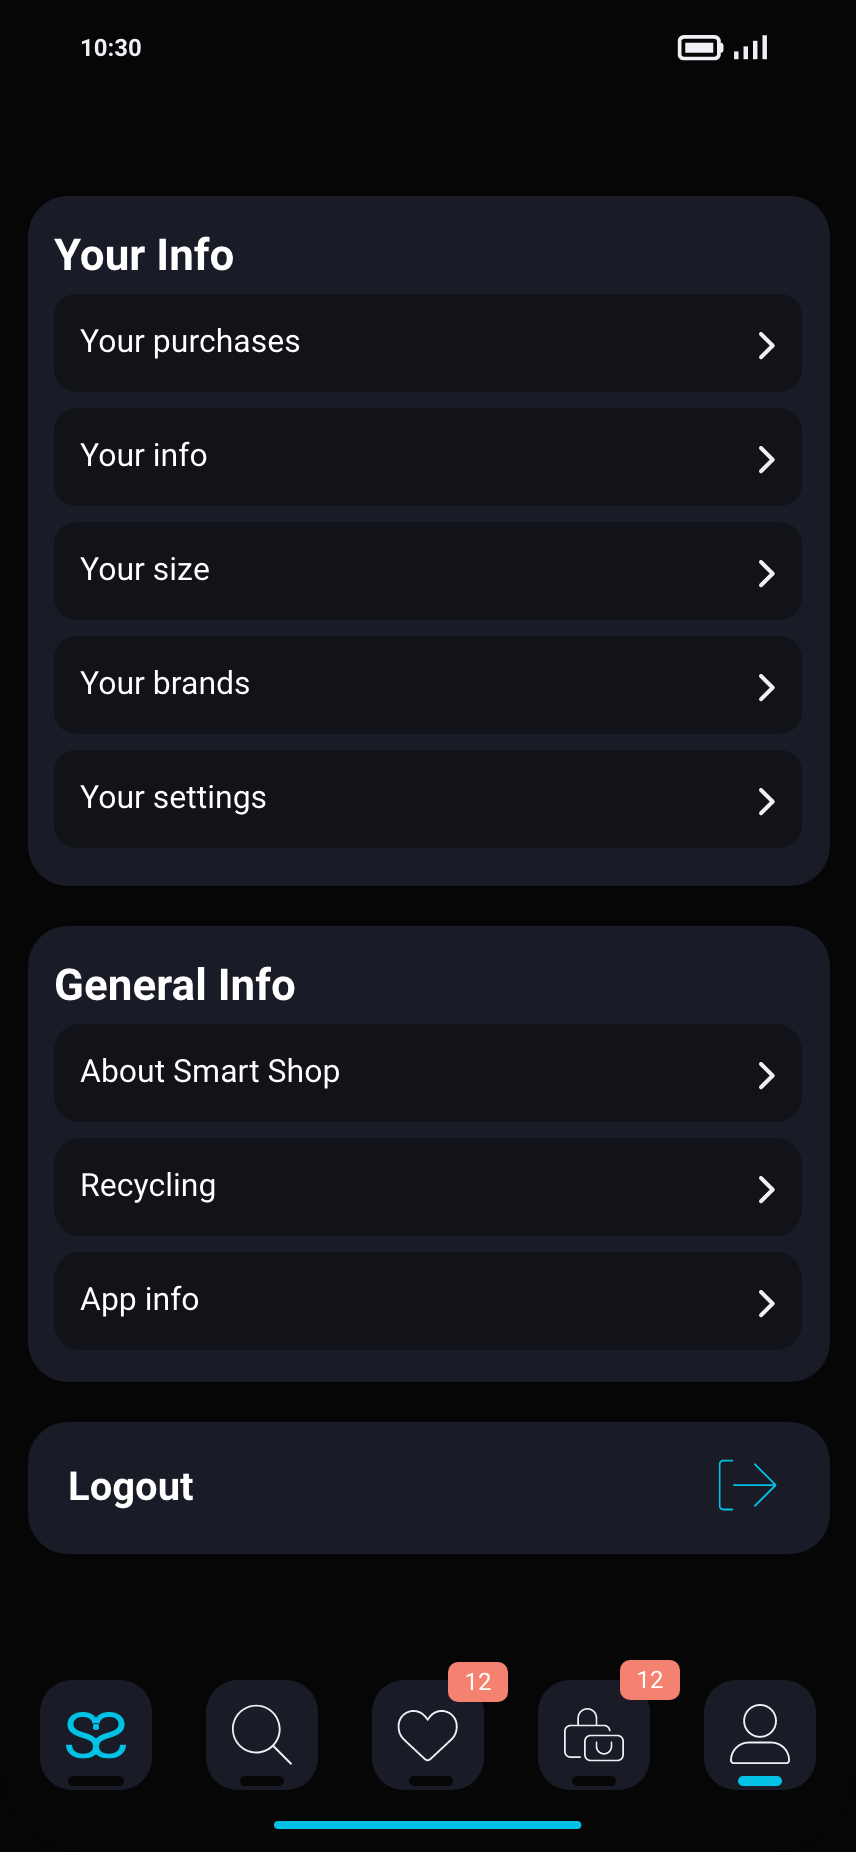 10:30
Your Info
Your purchases
Your info
Your size
Your brands
Your settings
General Info
About Smart Shop
Recycling
App info
Logout
12
12